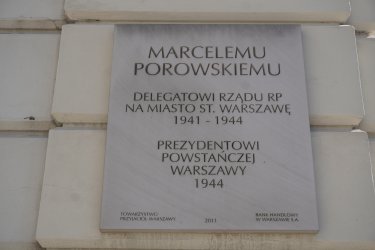 MARCELEMU
POROWSKIEMU
DELEGATOWI RZĄDU RP
NA MIASTO ST. WARSZAWĘ
1941 - 1944
PREZYDENTOWI
POWSTAŃCZEJ
WARSZAWY
1944
TOWARZYSTWO
PRZYJACIÓŁ WARSZAWY
2011
BANK HANDLOWY
W WARSZAWIE S.A.